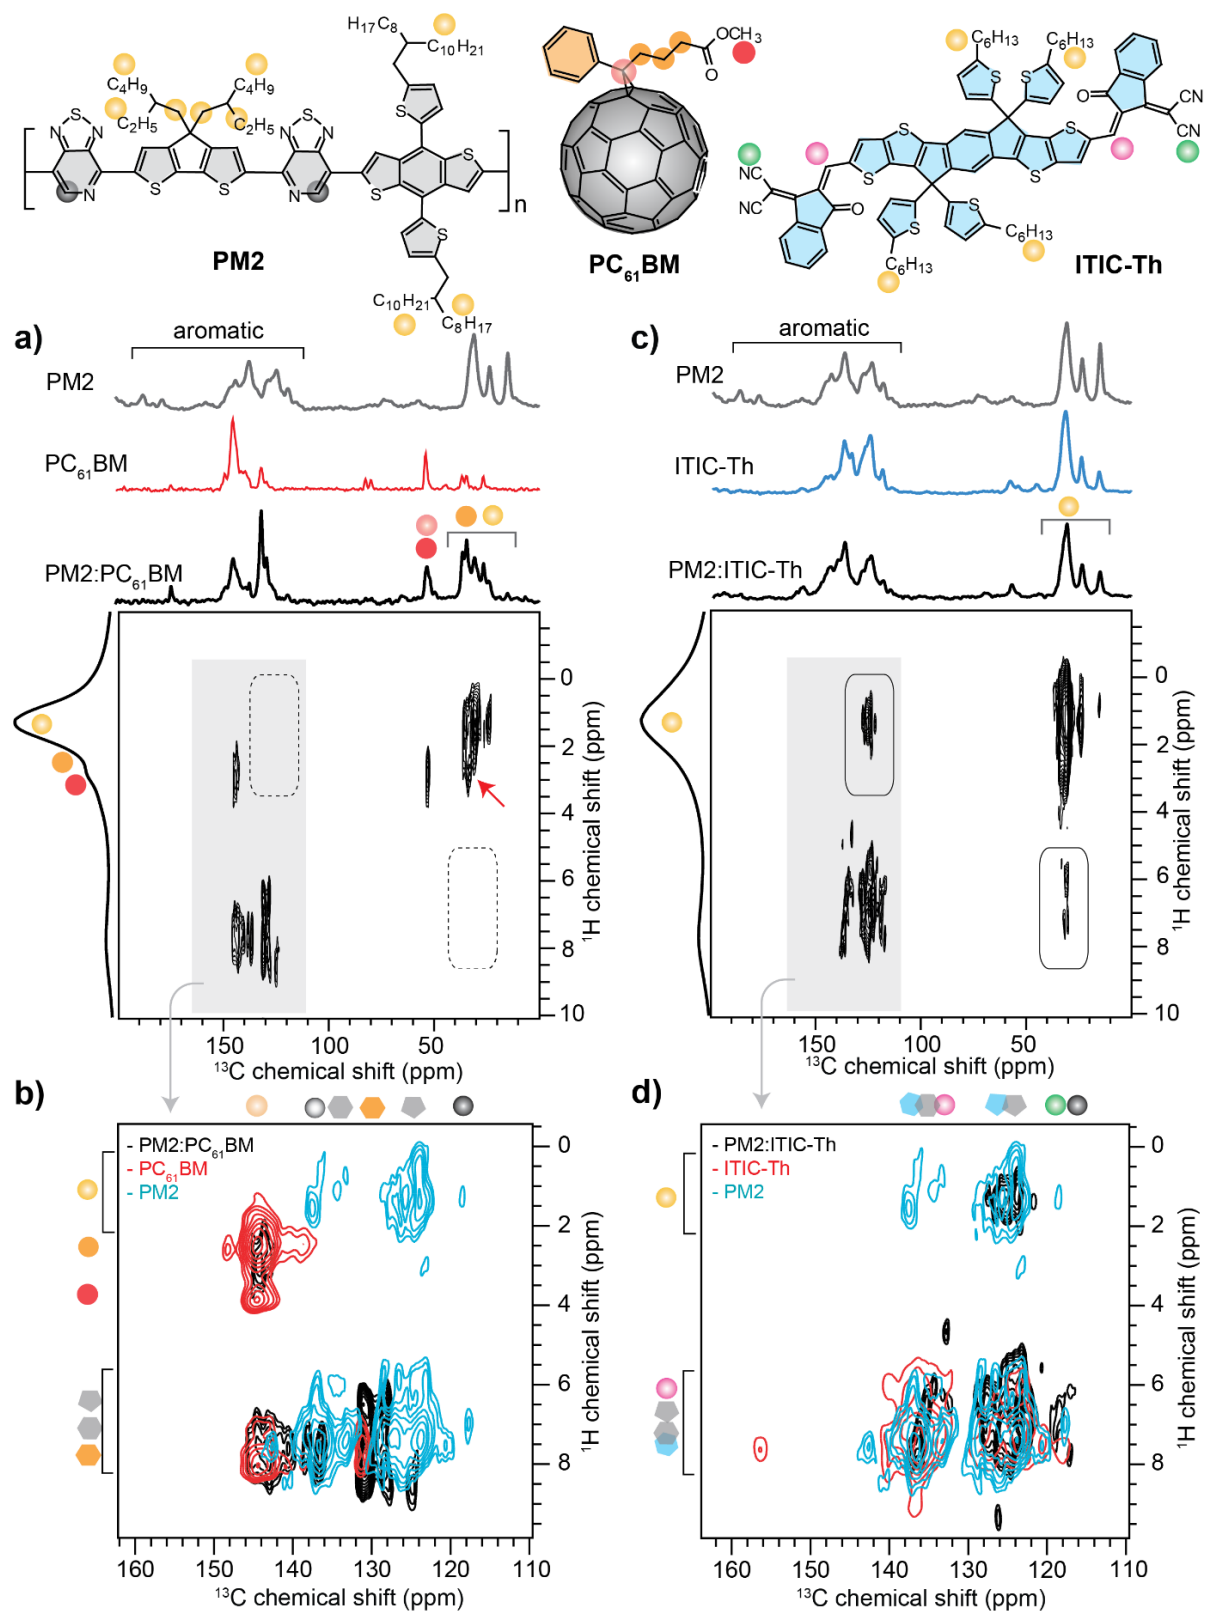 H17C8
C10H21
C4H9
C4H9
C2H5
C2H5
S
N
N
S
N
N
S
S
S
S
N
N
S
S
n
S
C10H21
C8H17
PM2
OCH3
O
PC61BM
C6H13
C6H13
S
S
O
CN
CN
S
S
S
S
NC
NC
O
S
S
C6H13
C6H13
ITIC-Th
a)
aromatic
PM2
PC61BM
PM2:PC61BM
0
2
4
6
8
10
1H chemical shift (ppm)
150
100
50
13C chemical shift (ppm)
c)
aromatic
PM2
ITIC-Th
PM2:ITIC-Th
0
2
4
6
8
10
1H chemical shift (ppm)
150
100
50
13C chemical shift (ppm)
b)
- PM2:PC61BM
- PC61BM
- PM2
0
2
4
6
8
1H chemical shift (ppm)
160
150
140
130
120
110
13C chemical shift (ppm)
d)
- PM2:ITIC-Th
- ITIC-Th
- PM2
0
2
4
6
8
1H chemical shift (ppm)
160
150
140
130
120
110
13C chemical shift (ppm)